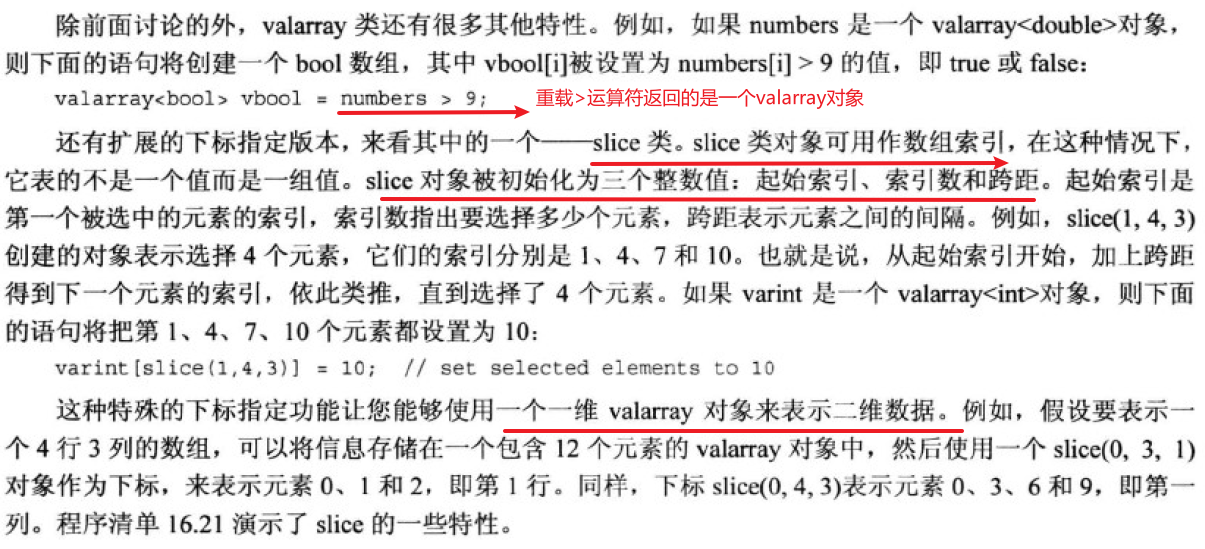 除前面讨论的外，valarray 类还有很多其他特性。例如，如果 numbers 是一个 valarray<double>对象，
则下面的语句将创建一个 bool 数组，其中 vbool[i]被设置为 numbers[i] > 9 的值，即 true 或 false：
valarray<bool> vbool = numbers > 9;
重载>运算符返回的是一个valarray对象
还有扩展的下标指定版本，来看其中的一个——slice 类。slice 类对象可用作数组索引，在这种情况下，
它表的不是一个值而是一组值。slice 对象被初始化为三个整数值：起始索引、索引数和跨距。起始索引是
第一个被选中的元素的索引，索引数指出要选择多少个元素，跨距表示元素之间的间隔。例如，slice(1, 4, 3)
创建的对象表示选择 4 个元素，它们的索引分别是 1、4、7 和 10。也就是说，从起始索引开始，加上跨距
得到下一个元素的索引，依此类推，直到选择了 4 个元素。如果 varint 是一个 valarray<int>对象，则下面
的语句将把第 1、4、7、10 个元素都设置为 10：
varint[slice(1,4,3)] = 10;  // set selected elements to 10
这种特殊的下标指定功能让您能够使用一个一维 valarray 对象来表示二维数据。例如，假设要表示一
个 4 行 3 列的数组，可以将信息存储在一个包含 12 个元素的 valarray 对象中，然后使用一个 slice(0, 3, 1)
对象作为下标，来表示元素 0、1 和 2，即第 1 行。同样，下标 slice(0, 4, 3)表示元素 0、3、6 和 9，即第一
列。程序清单 16.21 演示了 slice 的一些特性。